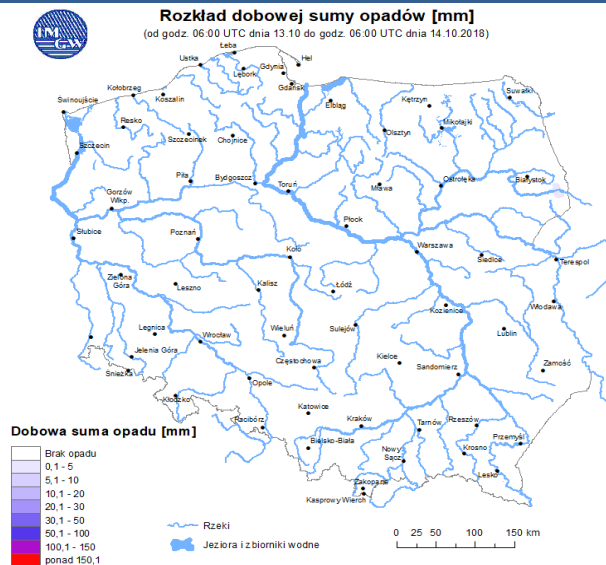 IM
GW
Rozkład dobowej sumy opadów [mm]
(od godz. 06:00 UTC dnia 13.10 do godz. 06:00 UTC dnia 14.10.2018)
Łeba
Ustka
Hel
Lębork
Gdynia
Gdańsk
Kołobrzeg
Koszalin
Świnoujście
Elbląg
Kętrzyn
Suwałki
Resko
Mikołajki
Szczecinek
Chojnice
Olsztyn
Szczecin
Piła
Bydgoszcz
Toruń
Mława
Ostrołęka
Białystok
Gorzów
Wlkp.
Płock
Słubice
Poznań
Koło
Warszawa
Siedlce
Terespol
Zielona
Góra
Leszno
Kalisz
Łódź
Kozienice
Włodawa
Legnica
Wrocław
Wieluń
Sulejów
Lublin
Jelenia Góra
Częstochowa
Kielce
Sandomierz
Zamość
Śnieżka
Opole
Kłodzko
Katowice
Racibórz
Kraków
Tarnów
Rzeszów
Przemyśl
Bielsko-Biała
Nowy
Sącz
Krosno
Lesko
Zakopane
Kasprowy Wierch
Dobowa suma opadu [mm]
Brak opadu
0,1 - 5
5,1 - 10
10,1 - 20
20,1 - 30
30,1 - 50
50,1 - 100
100,1 - 150
ponad 150,1
Rzeki
Jeziora i zbiorniki wodne
0 25 50 100 150 km